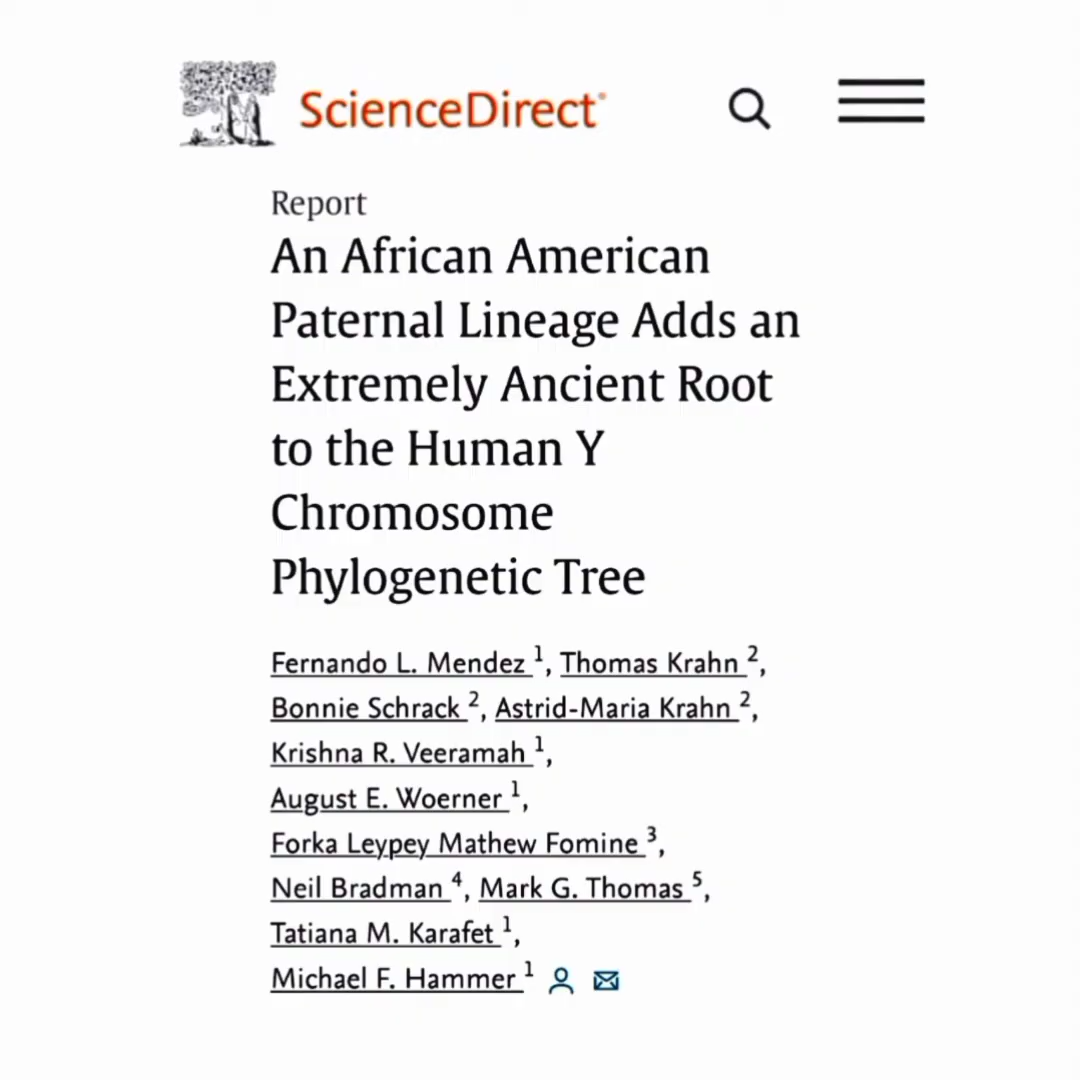 ScienceDirect®
Report
An African American
Paternal Lineage Adds an
Extremely Ancient Root
to the Human Y
Chromosome
Phylogenetic Tree
Fernando L. Mendez ¹, Thomas Krahn ²,
Bonnie Schrack ², Astrid-Maria Krahn ²,
Krishna R. Veeramah ¹,
August E. Woerner ¹,
Forka Leypey Mathew Fomine ³,
Neil Bradman ⁴, Mark G. Thomas ⁵,
Tatiana M. Karafet ¹,
Michael F. Hammer ¹